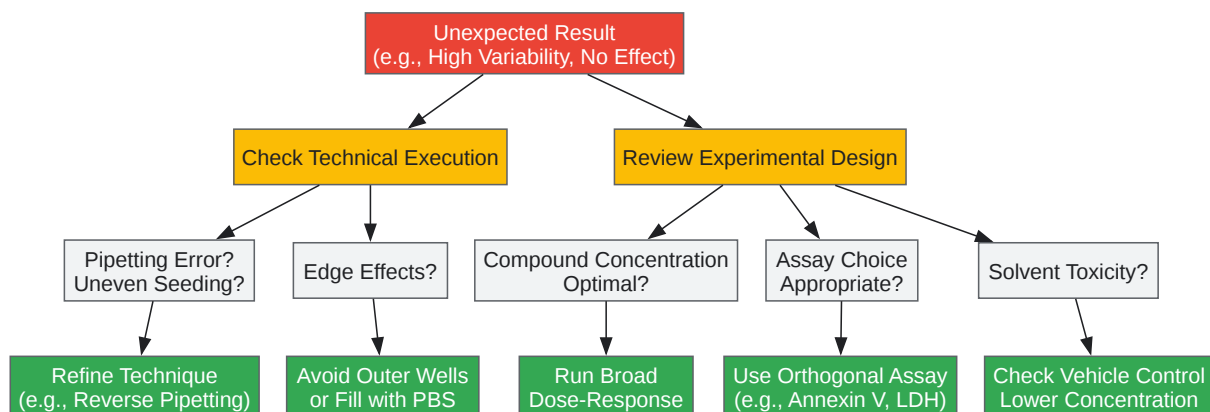 Unexpected Result
(e.g., High Variability, No Effect)
Check Technical Execution
Review Experimental Design
Pipetting Error?
Uneven Seeding?
Edge Effects?
Compound Concentration
Optimal?
Assay Choice
Appropriate?
Solvent Toxicity?
Refine Technique
(e.g., Reverse Pipetting)
Avoid Outer Wells
or Fill with PBS
Run Broad
Dose-Response
Use Orthogonal Assay
(e.g., Annexin V, LDH)
Check Vehicle Control
Lower Concentration